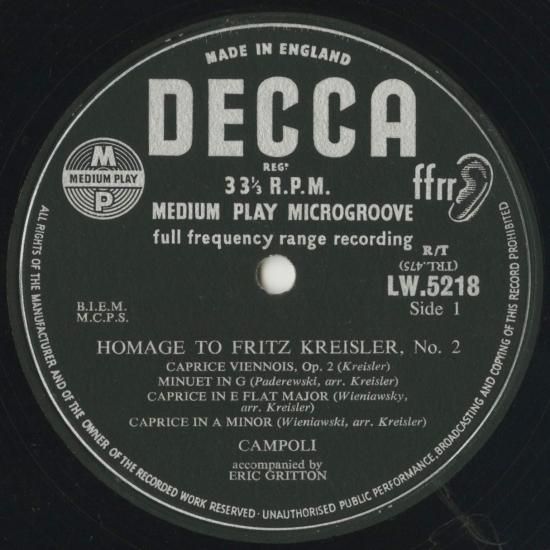 MADE IN ENGLAND
DECCA
REGᴰ
33⅓ R.P.M.
M
MEDIUM PLAY
P
ffrr
MEDIUM PLAY MICROGROOVE
full frequency range recording
R/T
(TRL.475)
LW.5218
Side 1
B.I.E.M.
M.C.P.S.
HOMAGE TO FRITZ KREISLER, No. 2
CAPRICE VIENNOIS, Op. 2 (Kreisler)
MINUET IN G (Paderewski, arr. Kreisler)
CAPRICE IN E FLAT MAJOR (Wieniawsky,
arr. Kreisler)
CAPRICE IN A MINOR (Wieniawski, arr. Kreisler)
CAMPOLI
accompanied by
ERIC GRITTON
ALL RIGHTS OF THE MANUFACTURER AND OF THE OWNER OF THE RECORDED WORK RESERVED · UNAUTHORISED PUBLIC PERFORMANCE, BROADCASTING AND COPYING OF THIS RECORD PROHIBITED